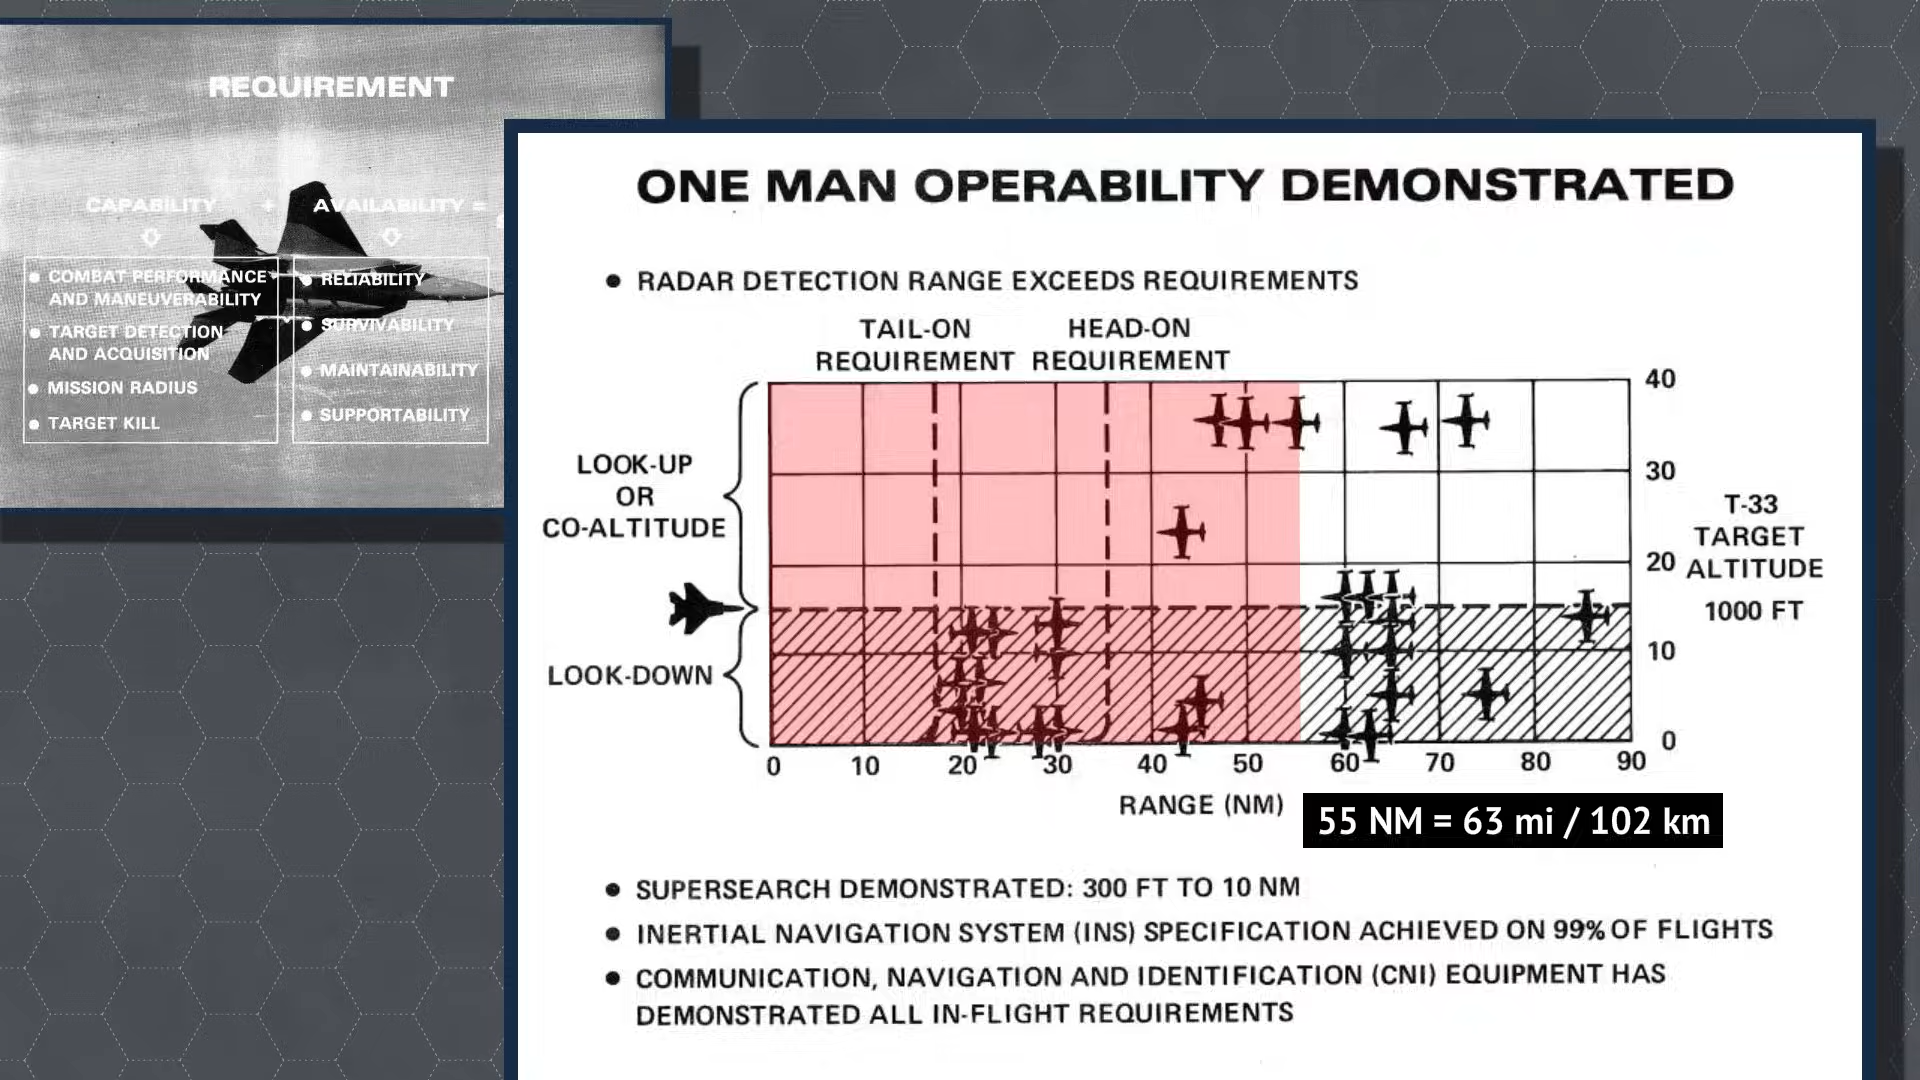 REQUIREMENT
CAPABILITY + AVAILABILITY =
COMBAT PERFORMANCE
AND MANEUVERABILITY
TARGET DETECTION
AND ACQUISITION
MISSION RADIUS
TARGET KILL
RELIABILITY
SURVIVABILITY
MAINTAINABILITY
SUPPORTABILITY
ONE MAN OPERABILITY DEMONSTRATED
RADAR DETECTION RANGE EXCEEDS REQUIREMENTS
TAIL-ON
REQUIREMENT
HEAD-ON
REQUIREMENT
LOOK-UP
OR
CO-ALTITUDE
LOOK-DOWN
40
30
20
10
0
T-33
TARGET
ALTITUDE
1000 FT
0 10 20 30 40 50 60 70 80 90
RANGE (NM)
55 NM = 63 mi / 102 km
SUPERSEARCH DEMONSTRATED: 300 FT TO 10 NM
INERTIAL NAVIGATION SYSTEM (INS) SPECIFICATION ACHIEVED ON 99% OF FLIGHTS
COMMUNICATION, NAVIGATION AND IDENTIFICATION (CNI) EQUIPMENT HAS
DEMONSTRATED ALL IN-FLIGHT REQUIREMENTS